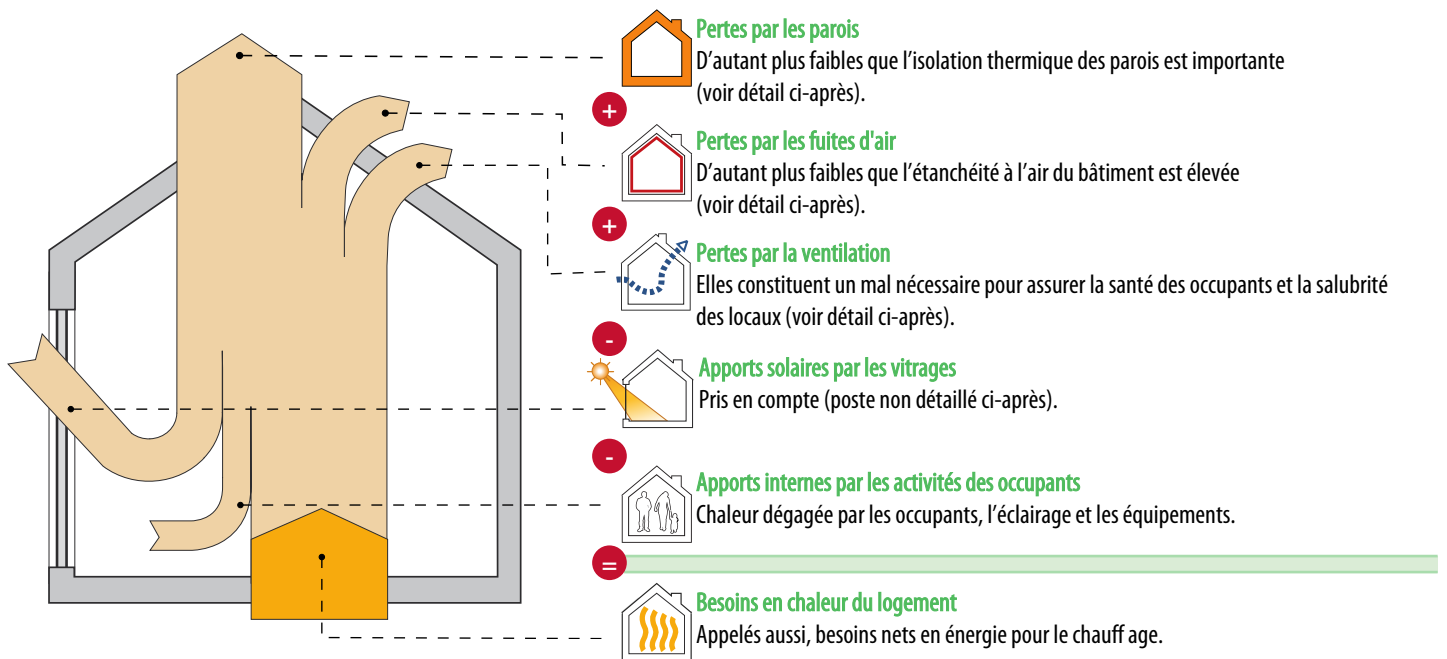 Pertes par les parois
D'autant plus faibles que l'isolation thermique des parois est importante
(voir détail ci-après).
+
Pertes par les fuites d'air
D'autant plus faibles que l'étanchéité à l'air du bâtiment est élevée
(voir détail ci-après).
+
Pertes par la ventilation
Elles constituent un mal nécessaire pour assurer la santé des occupants et la salubrité
des locaux (voir détail ci-après).
-
Apports solaires par les vitrages
Pris en compte (poste non détaillé ci-après).
-
Apports internes par les activités des occupants
Chaleur dégagée par les occupants, l'éclairage et les équipements.
=
Besoins en chaleur du logement
Appelés aussi, besoins nets en énergie pour le chauff age.